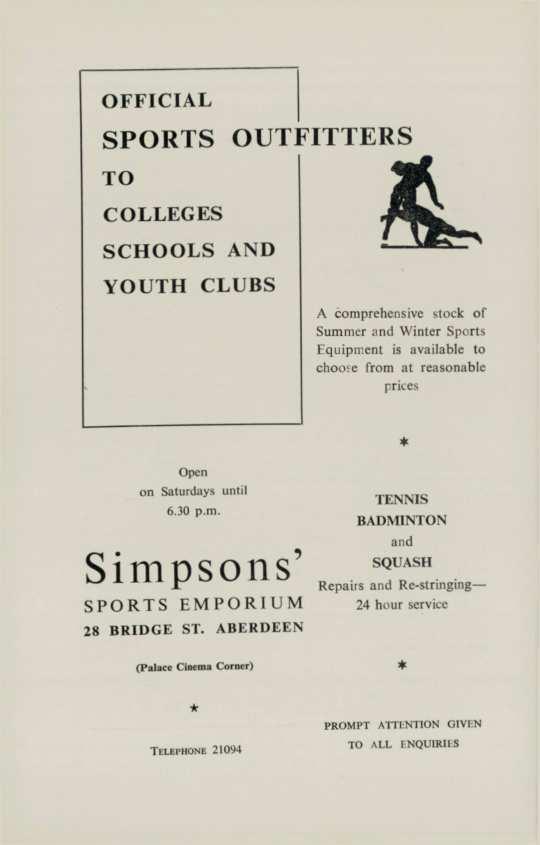 OFFICIAL
SPORTS OUTFITTERS
TO
COLLEGES
SCHOOLS AND
YOUTH CLUBS
A comprehensive stock of
Summer and Winter Sports
Equipment is available to
choose from at reasonable
prices
*
Open
on Saturdays until
6.30 p.m.
Simpsons'
SPORTS EMPORIUM
28 BRIDGE ST. ABERDEEN
(Palace Cinema Corner)
★
TELEPHONE 21094
TENNIS
BADMINTON
and
SQUASH
Repairs and Re-stringing—
24 hour service
*
PROMPT ATTENTION GIVEN
TO ALL ENQUIRIES